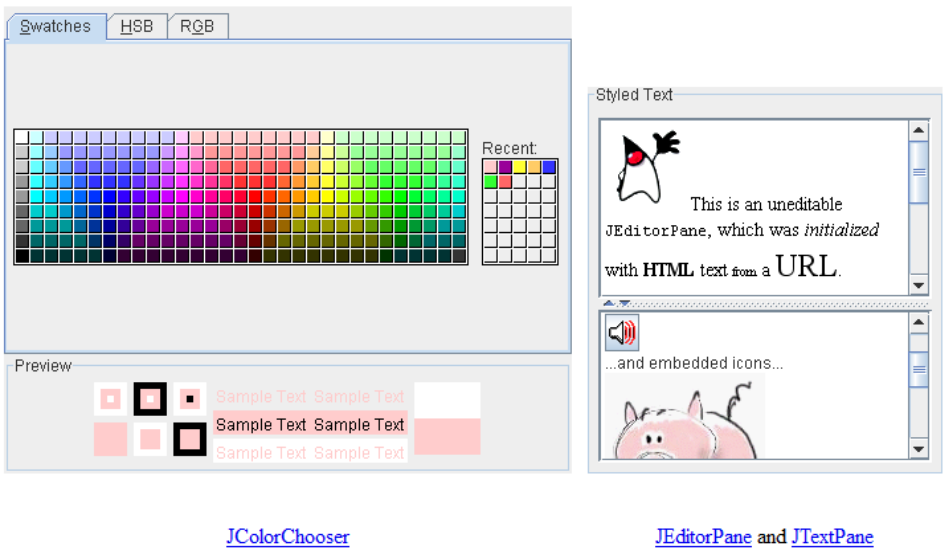 Swatches HSB RGB
Recent:
Preview
Sample Text Sample Text
Sample Text Sample Text
Sample Text Sample Text
JColorChooser
Styled Text
This is an uneditable
JEditorPane, which was initialized
with HTML text from a URL.
...and embedded icons...
JEditorPane and JTextPane